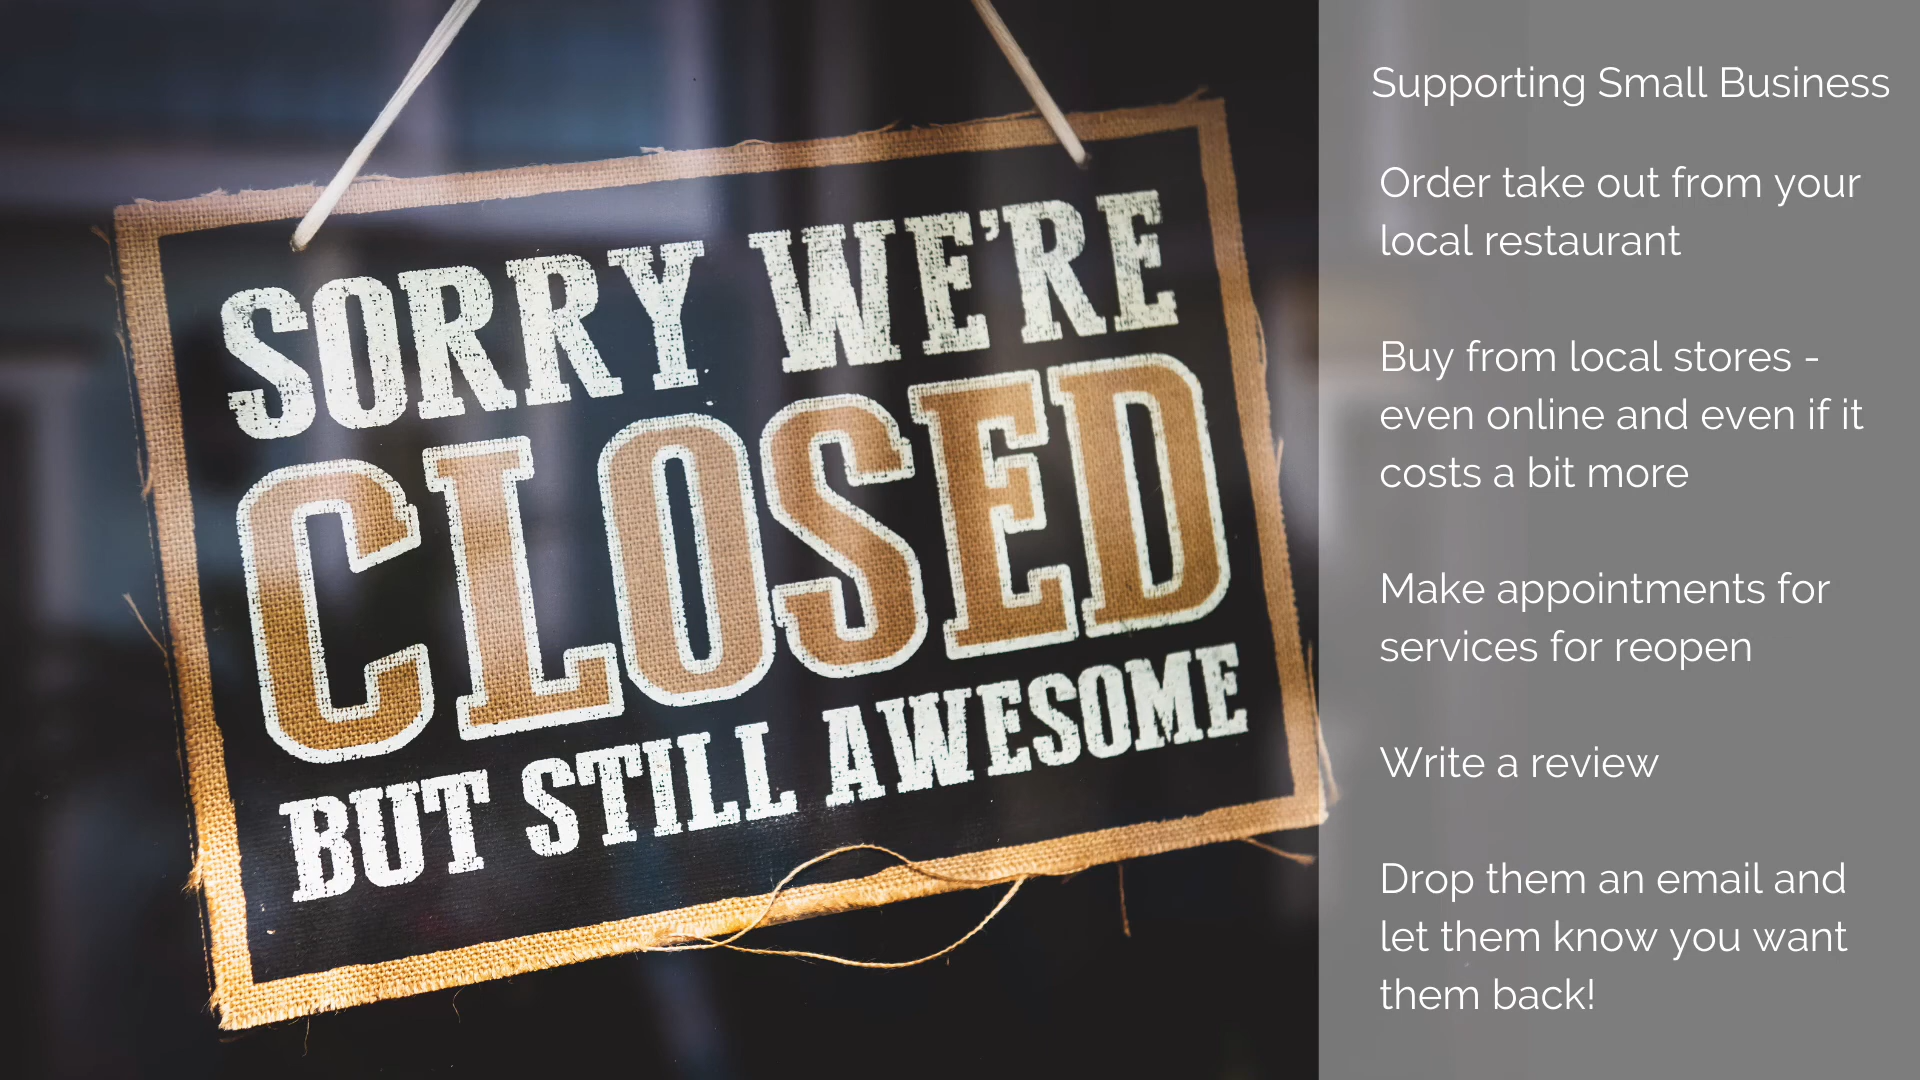 SORRY WE'RE
CLOSED
BUT STILL AWESOME
Supporting Small Business
Order take out from your
local restaurant
Buy from local stores -
even online and even if it
costs a bit more
Make appointments for
services for reopen
Write a review
Drop them an email and
let them know you want
them back!